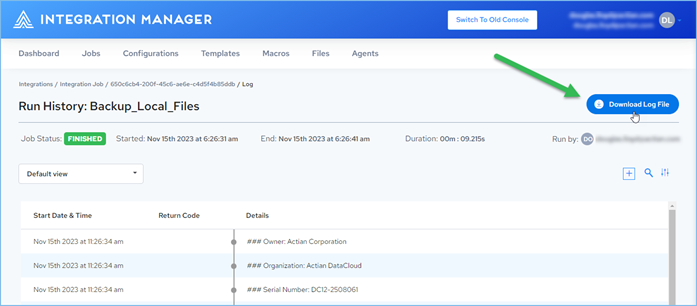 INTEGRATION MANAGER
Switch To Old Console
DL
Dashboard Jobs Configurations Templates Macros Files Agents
Integrations / Integration Job / 650c6cb4-200f-45c6-ae6e-c4d5f4b85ddb / Log
Run History: Backup_Local_Files
Download Log File
Job Status: FINISHED Started: Nov 15th 2023 at 6:26:31 am End: Nov 15th 2023 at 6:26:41 am Duration: 00m : 09.215s Run by: DO
Default view
Start Date & Time Return Code Details
Nov 15th 2023 at 11:26:34 am ### Owner: Actian Corporation
Nov 15th 2023 at 11:26:34 am ### Organization: Actian DataCloud
Nov 15th 2023 at 11:26:34 am ### Serial Number: DC12-2508061